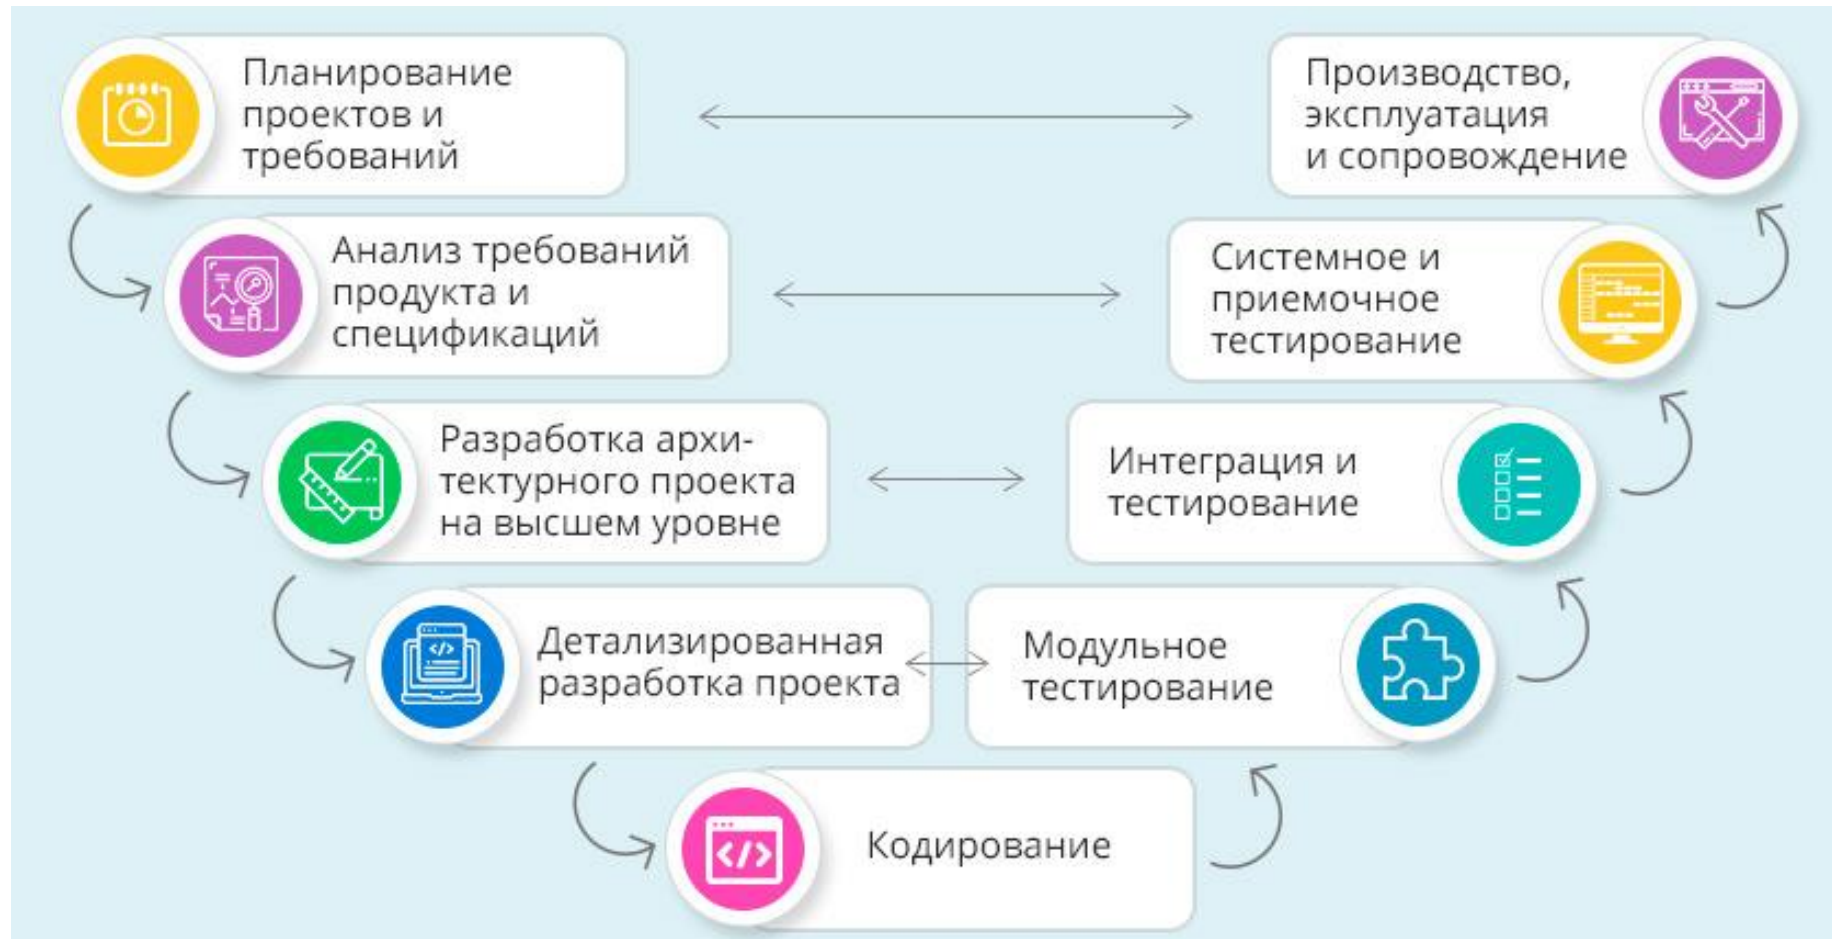 Планирование
проектов и
требований
Производство,
эксплуатация
и сопровождение
Анализ требований
продукта и
спецификаций
Системное и
приемочное
тестирование
Разработка архи-
тектурного проекта
на высшем уровне
Интеграция и
тестирование
Детализированная
разработка проекта
Модульное
тестирование
Кодирование